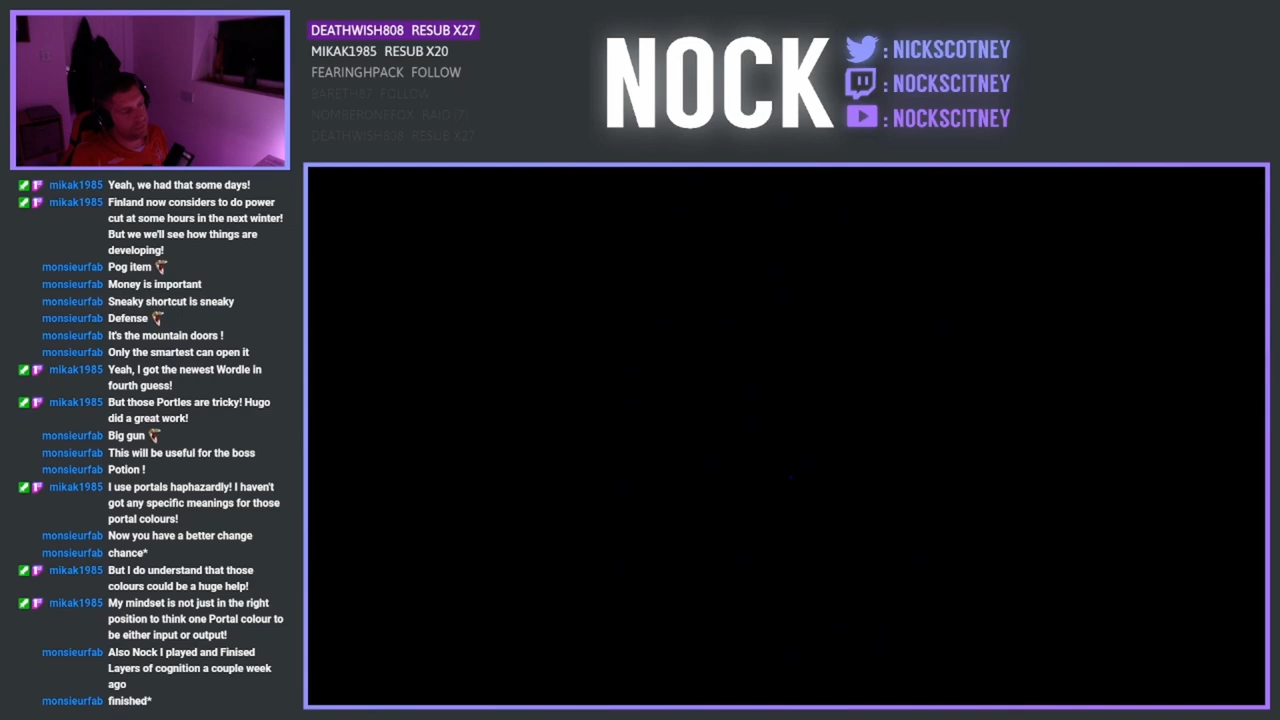 DEATHWISH808 RESUB X27
MIKAK1985 RESUB X20
FEARINGHPACK FOLLOW
BARETH87 FOLLOW
NOMBERONEFOX RAID (7)
DEATHWISH808 RESUB X27
NOCK
: NICKSCOTNEY
: NOCKSCITNEY
: NOCKSCITNEY
mikak1985 Yeah, we had that some days!
mikak1985 Finland now considers to do power
cut at some hours in the next winter!
But we we'll see how things are
developing!
monsieurfab Pog item
monsieurfab Money is important
monsieurfab Sneaky shortcut is sneaky
monsieurfab Defense
monsieurfab It's the mountain doors !
monsieurfab Only the smartest can open it
mikak1985 Yeah, I got the newest Wordle in
fourth guess!
mikak1985 But those Portles are tricky! Hugo
did a great work!
monsieurfab Big gun
monsieurfab This will be useful for the boss
monsieurfab Potion !
mikak1985 I use portals haphazardly! I haven't
got any specific meanings for those
portal colours!
monsieurfab Now you have a better change
monsieurfab chance*
mikak1985 But I do understand that those
colours could be a huge help!
mikak1985 My mindset is not just in the right
position to think one Portal colour to
be either input or output!
monsieurfab Also Nock I played and Finised
Layers of cognition a couple week
ago
monsieurfab finished*